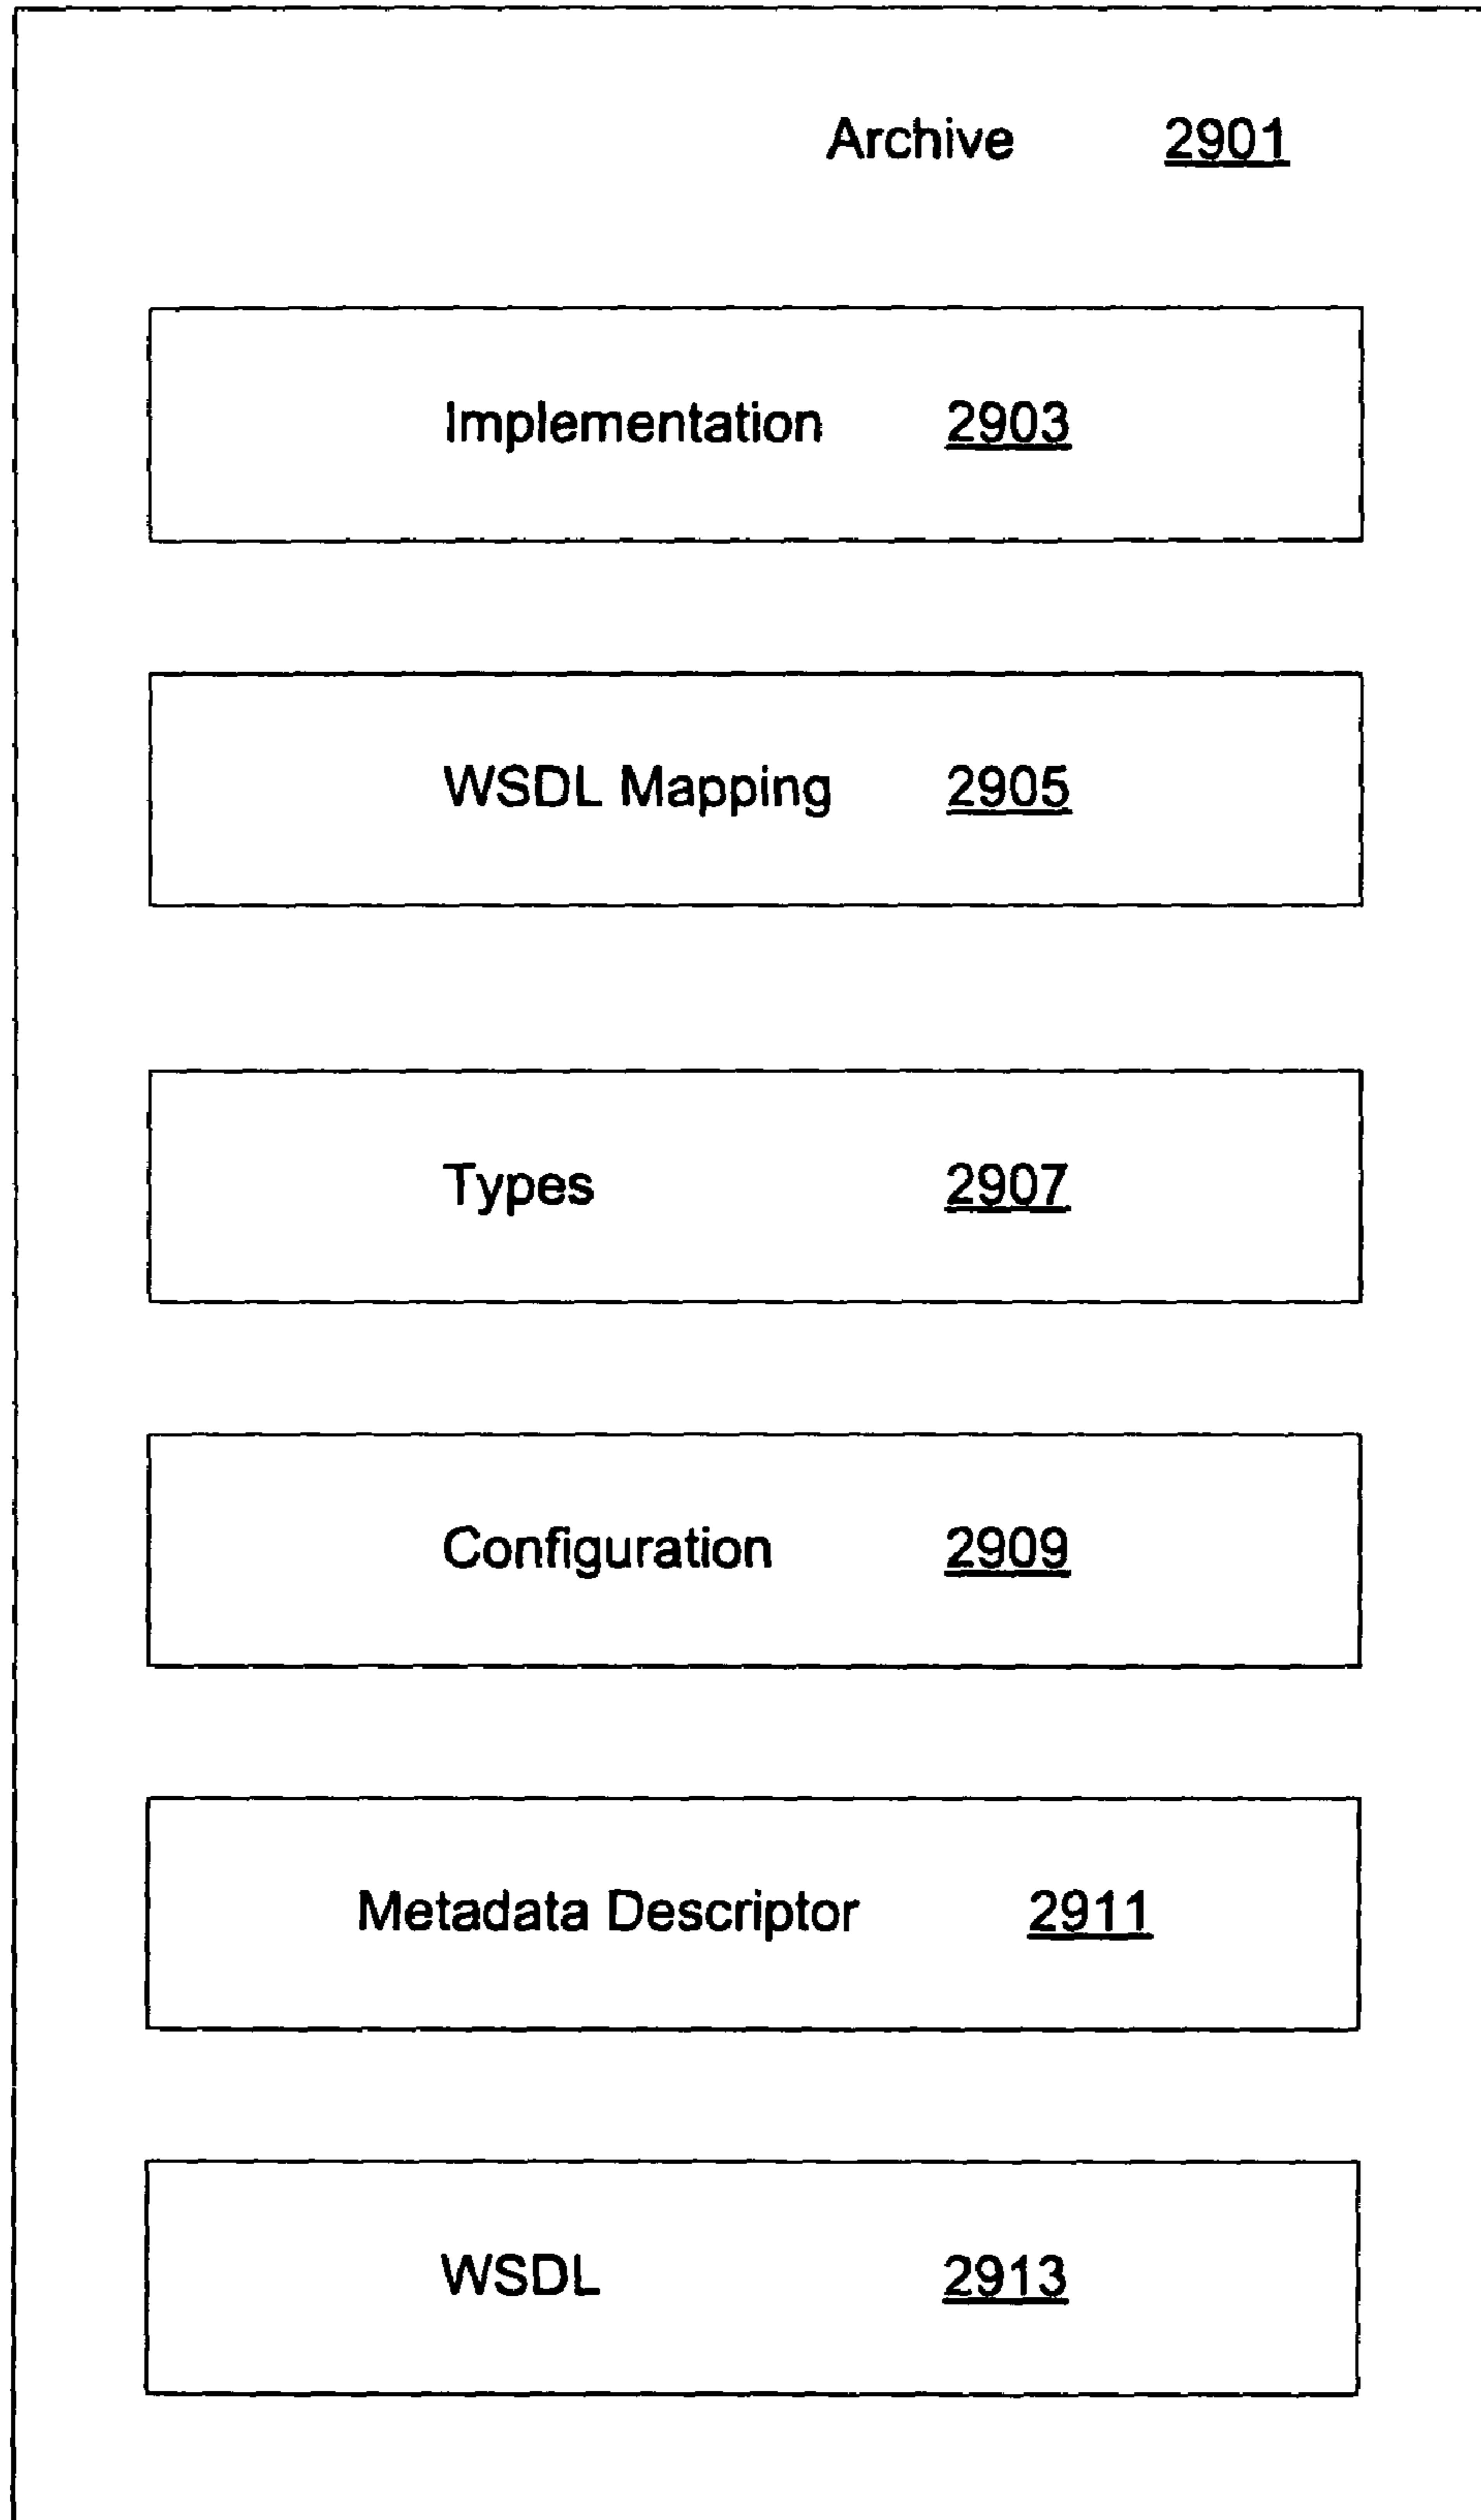 Archive 2901
Implementation 2903
WSDL Mapping 2905
Types 2907
Configuration 2909
Metadata Descriptor 2911
WSDL 2913